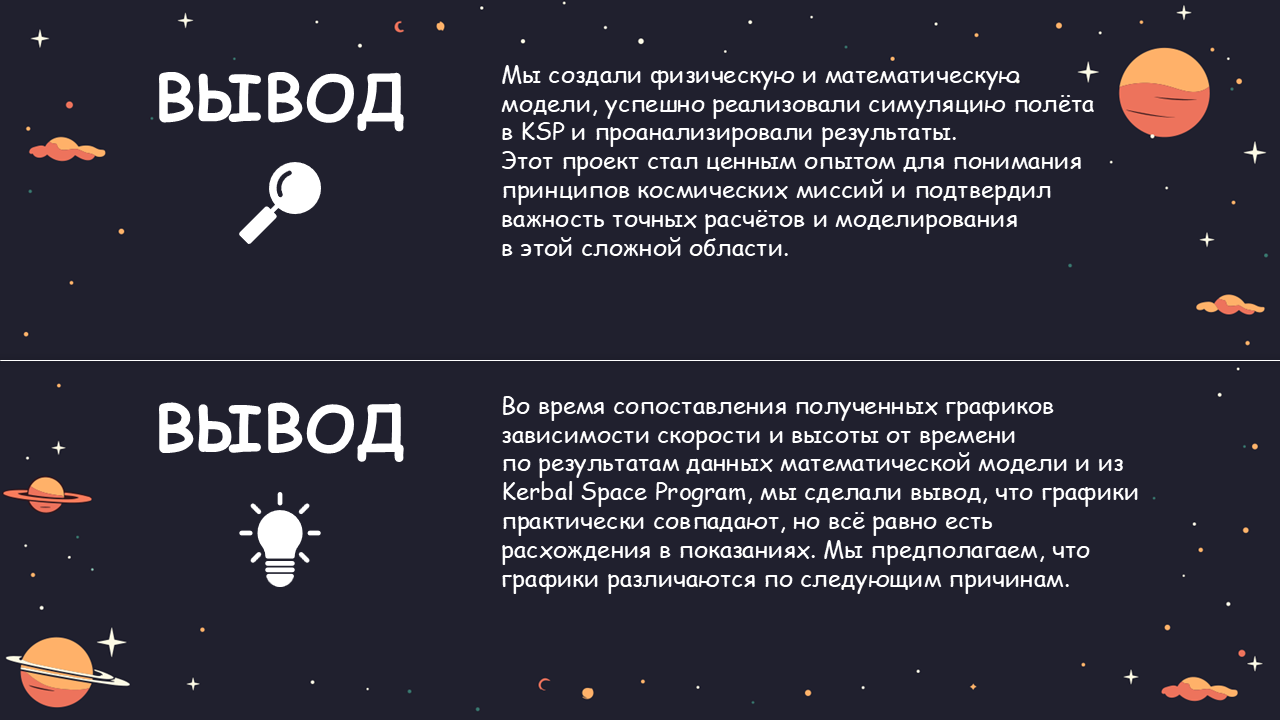 ВЫВОД
Мы создали физическую и математическую
модели, успешно реализовали симуляцию полёта
в KSP и проанализировали результаты.
Этот проект стал ценным опытом для понимания
принципов космических миссий и подтвердил
важность точных расчётов и моделирования
в этой сложной области.
ВЫВОД
Во время сопоставления полученных графиков
зависимости скорости и высоты от времени
по результатам данных математической модели и из
Kerbal Space Program, мы сделали вывод, что графики
практически совпадают, но всё равно есть
расхождения в показаниях. Мы предполагаем, что
графики различаются по следующим причинам.